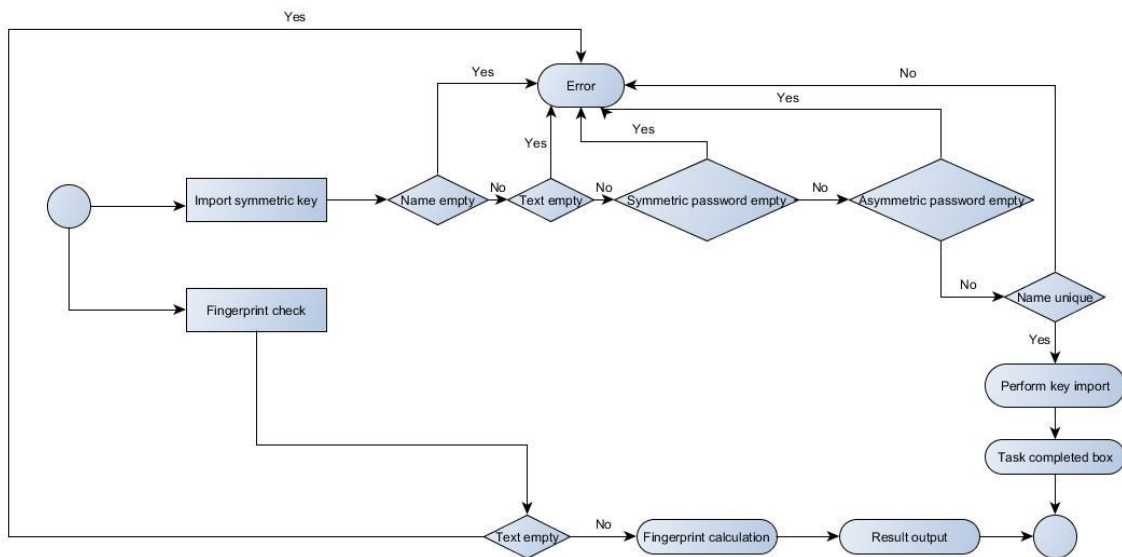 Yes
Error
Yes
No
Yes
Yes
Yes
Import symmetric key
Name empty
No
Text empty
No
Symmetric password empty
No
Asymmetric password empty
No
Name unique
Fingerprint check
Yes
Perform key import
Task completed box
Text empty
No
Fingerprint calculation
Result output